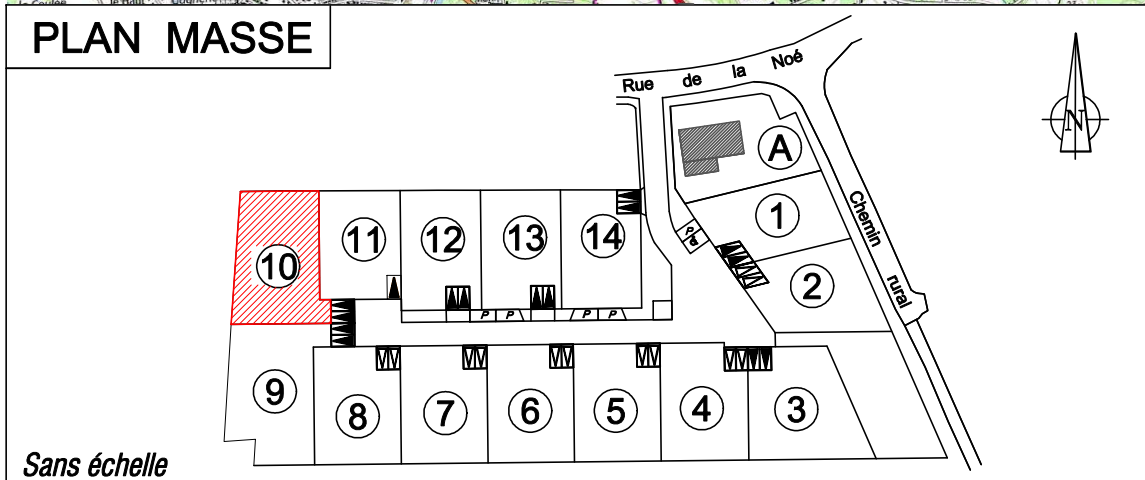 PLAN MASSE
Rue de la Noé
N
A
Chemin rural
1
2
10
11
12
13
14
P
P
P
P
P
9
8
7
6
5
4
3
Sans échelle